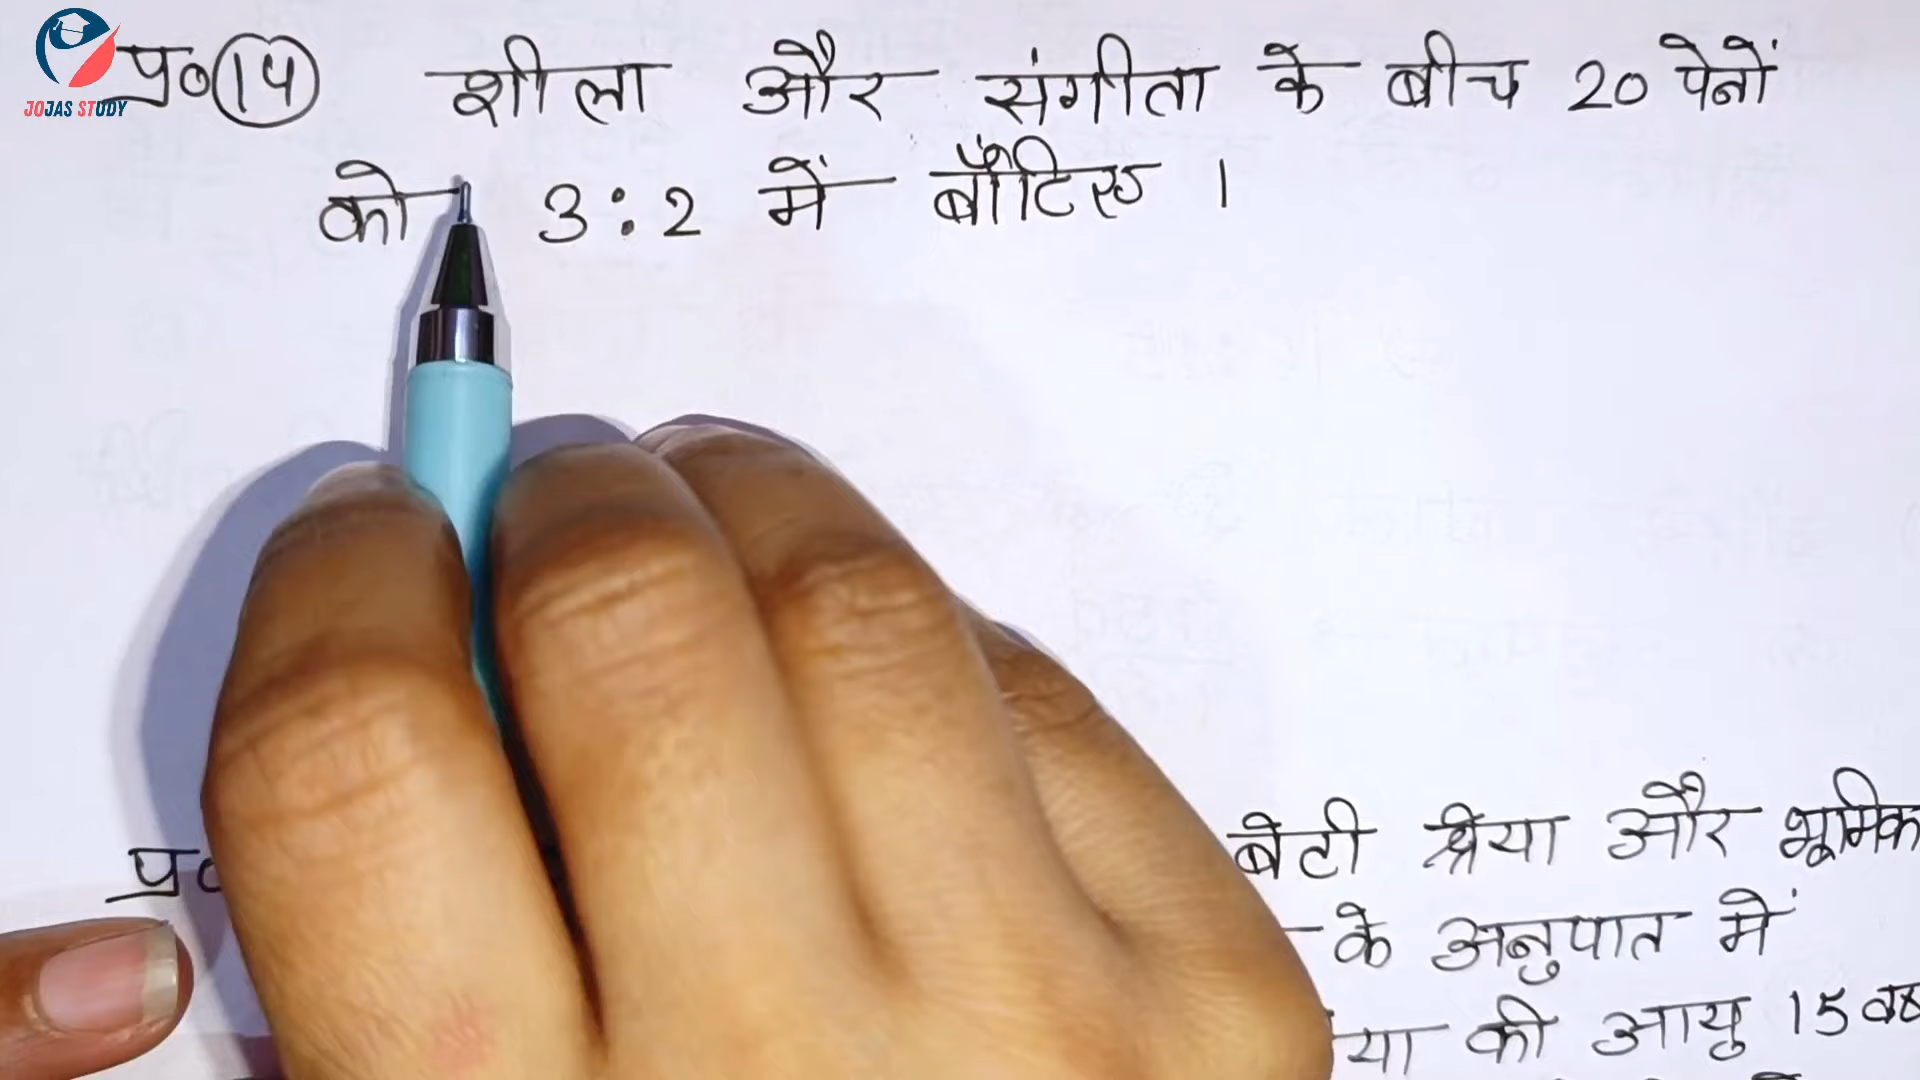 JOJAS STUDY
प्र० 14 शीला और संगीता के बीच 20 पेनों
को 3:2 में बाँटिए ।
बेटी श्रेया और
के अनुपात में
की आयु 15